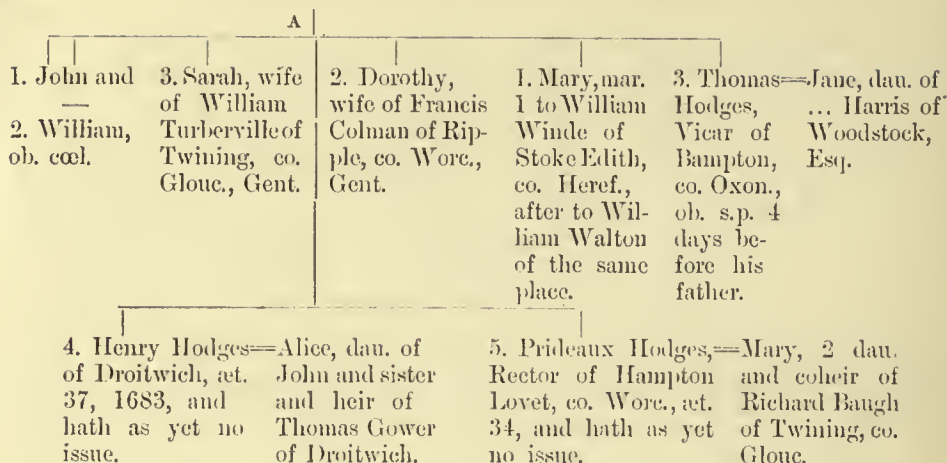 A
1. John and
—
2. William,
ob. cœl.
3. Sarah, wife
of William
Turberville of
Twining, co.
Glouc., Gent.
2. Dorothy,
wife of Francis
Colman of Rip-
ple, co. Worc.,
Gent.
1. Mary, mar.
1 to William
Winde of
Stoke Edith,
co. Heref.,
after to Wil-
liam Walton
of the same
place.
3. Thomas
Hodges,
Vicar of
Bampton,
co. Oxon.,
ob. s.p. 4
days be-
fore his
father.
Jane, dau. of
... Harris of
Woodstock,
Esq.
4. Henry Hodges
of Droitwich, æt.
37, 1683, and
hath as yet no
issue.
Alice, dau. of
John and sister
and heir of
Thomas Gower
of Droitwich.
5. Prideaux Hodges,
Rector of Hampton
Lovet, co. Worc., æt.
34, and hath as yet
no issue.
Mary, 2 dau.
and coheir of
Richard Baugh
of Twining, co.
Glouc.